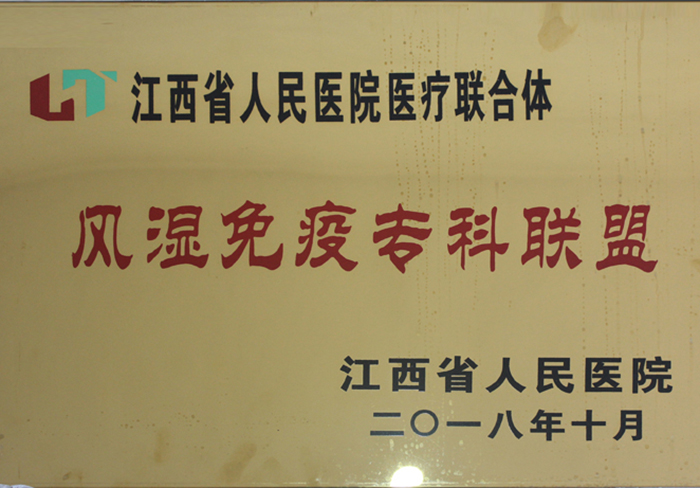 江西省人民医院医疗联合体
风湿免疫专科联盟
江西省人民医院
二〇一八年十月